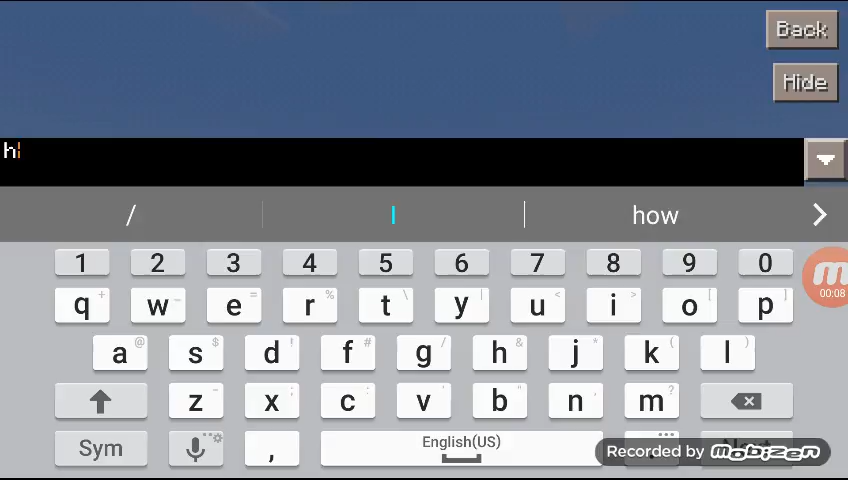 Back
Hide
h
/ I how
1 2 3 4 5 6 7 8 9 0
q + w e = r % t \ y | u < i > o [ p ]
a @ s $ d ! f # g / h & j * k ( l )
z - x ; c : v ' b " n , m ?
Sym , English(US)
00:08
Recorded by mobizen